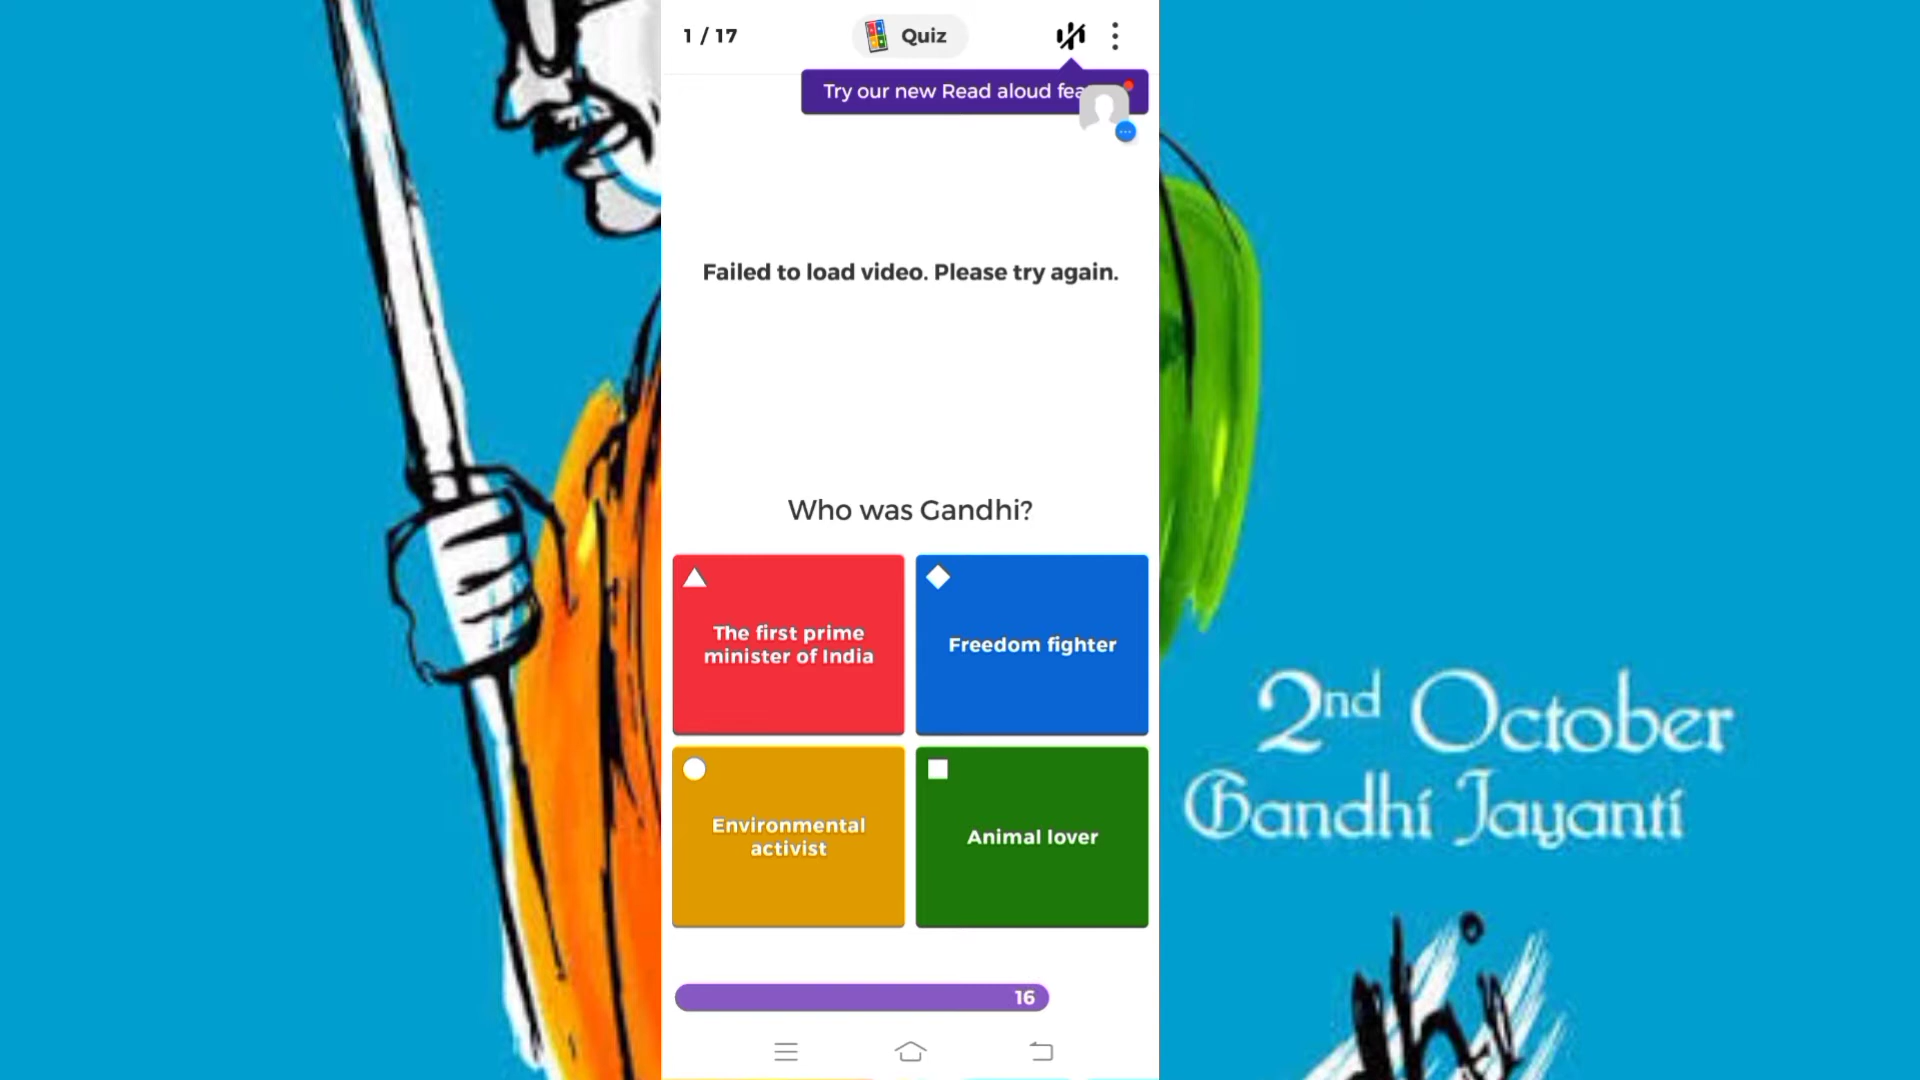 1 / 17
Quiz
Try our new Read aloud
Failed to load video. Please try again.
Who was Gandhi?
The first prime
minister of India
Freedom fighter
Environmental
activist
Animal lover
16
2nd October
Gandhi Jayanti